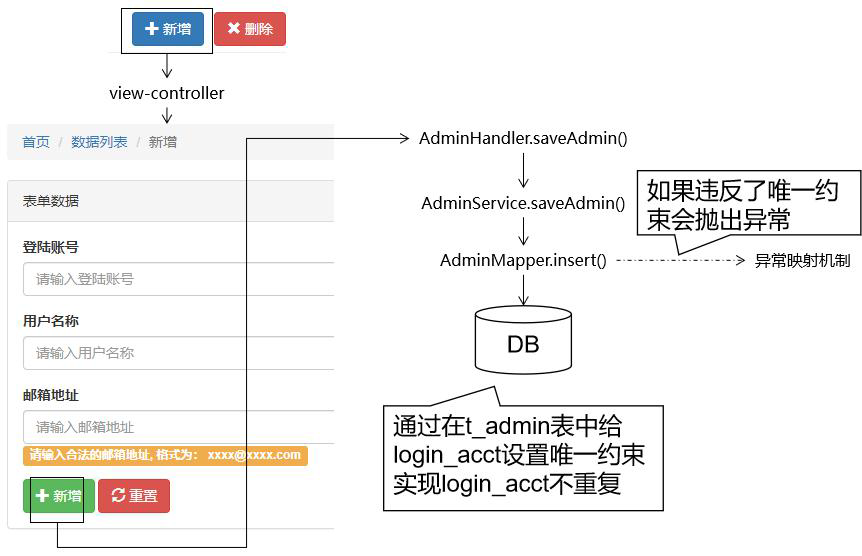 新增
删除
view-controller
首页 / 数据列表 / 新增
表单数据
登陆账号
请输入登陆账号
用户名称
请输入用户名称
邮箱地址
请输入邮箱地址
请输入合法的邮箱地址, 格式为： xxxx@xxxx.com
新增
重置
AdminHandler.saveAdmin()
AdminService.saveAdmin()
如果违反了唯一约
束会抛出异常
AdminMapper.insert()
异常映射机制
DB
通过在t_admin表中给
login_acct设置唯一约束
实现login_acct不重复